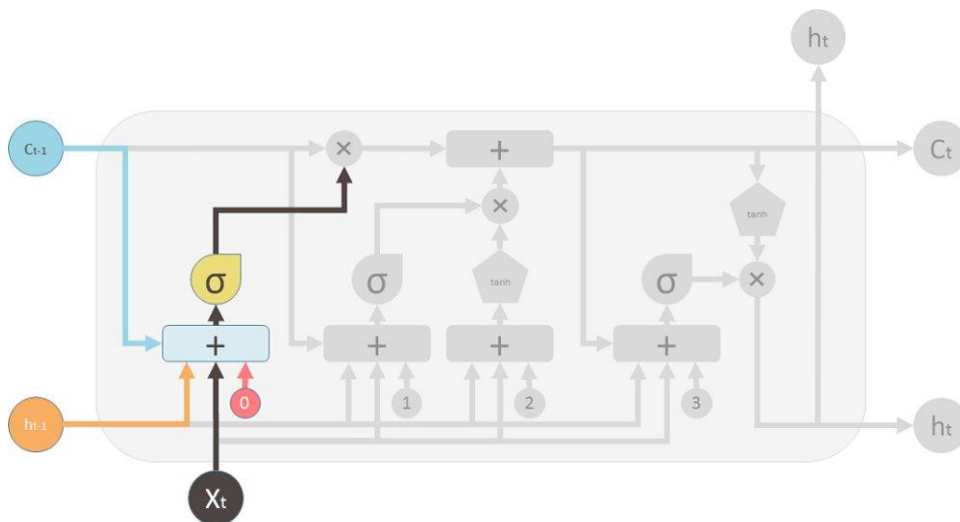 hₜ
Cₜ₋₁
×
+
Cₜ
tanh
×
σ
σ
tanh
σ
×
+
+
+
+
0
1
2
3
hₜ₋₁
hₜ
Xₜ